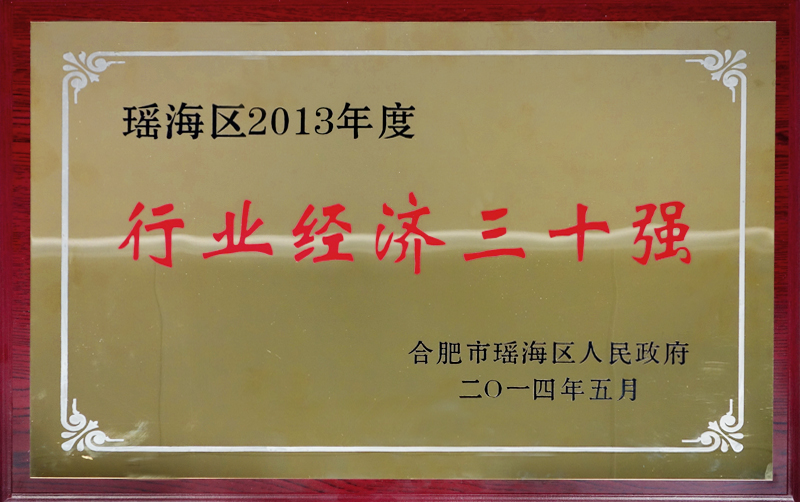 瑶海区2013年度
行业经济三十强
合肥市瑶海区人民政府
二〇一四年五月